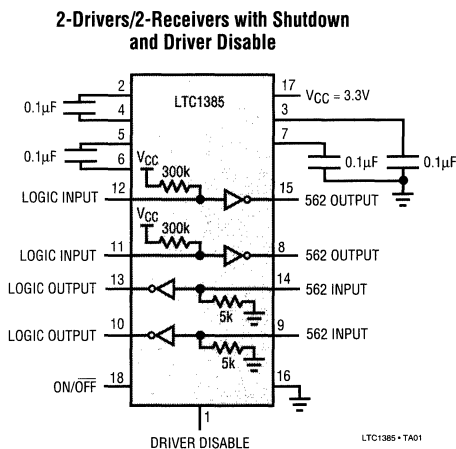 2-Drivers/2-Receivers with Shutdown
and Driver Disable
2
17
VCC = 3.3V
LTC1385
0.1µF
4
3
5
7
0.1µF
6
VCC
300k
0.1µF
0.1µF
LOGIC INPUT
12
15
562 OUTPUT
VCC
300k
LOGIC INPUT
11
8
562 OUTPUT
LOGIC OUTPUT
13
14
562 INPUT
5k
LOGIC OUTPUT
10
9
562 INPUT
5k
ON/OFF
18
16
1
DRIVER DISABLE
LTC1385 • TA01